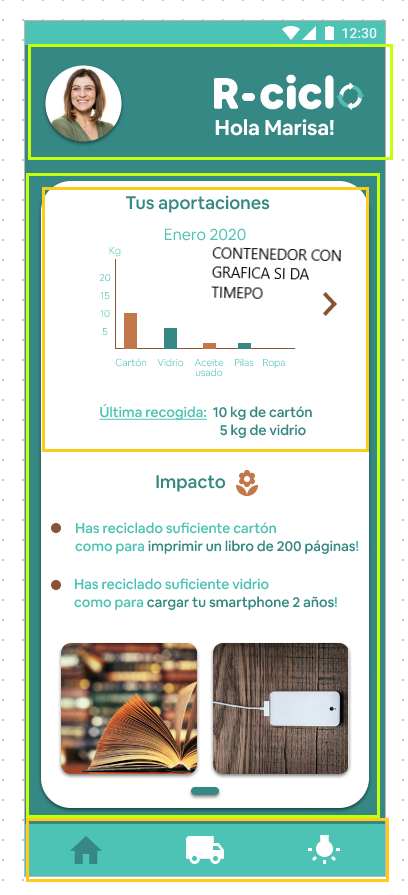 12:30
R-ciclo
Hola Marisa!
Tus aportaciones
Enero 2020
Kg
CONTENEDOR CON
GRAFICA SI DA
TIMEPO
20
15
10
5
Cartón Vidrio Aceite usado Pilas Ropa
Última recogida: 10 kg de cartón
5 kg de vidrio
Impacto
Has reciclado suficiente cartón
como para imprimir un libro de 200 páginas!
Has reciclado suficiente vidrio
como para cargar tu smartphone 2 años!